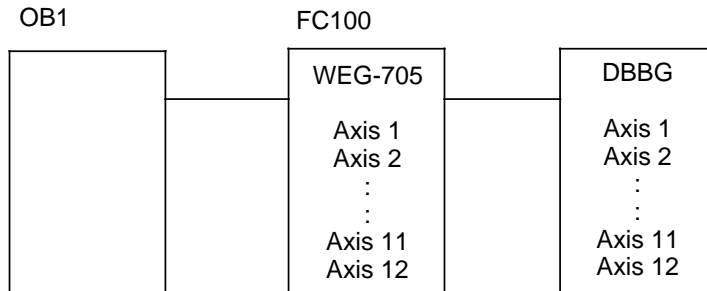 OB1
FC100
WEG-705
Axis 1
Axis 2
:
:
Axis 11
Axis 12
DBBG
Axis 1
Axis 2
:
:
Axis 11
Axis 12